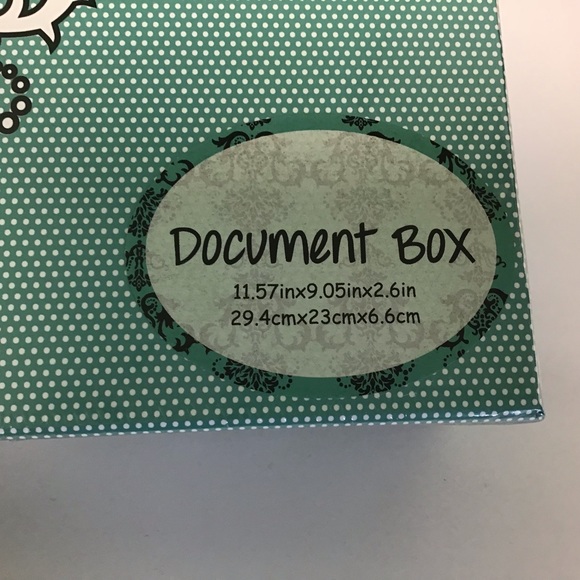 Document Box
11.57inx9.05inx2.6in
29.4cmx23cmx6.6cm